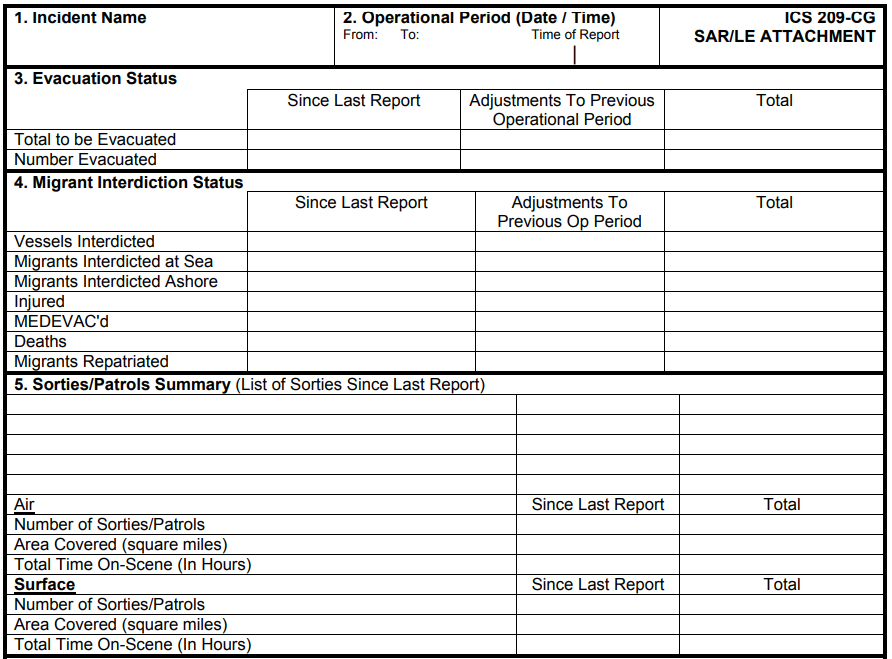 1. Incident Name
2. Operational Period (Date / Time)
From: To: Time of Report
ICS 209-CG
SAR/LE ATTACHMENT
3. Evacuation Status
Since Last Report
Adjustments To Previous
Operational Period
Total
Total to be Evacuated
Number Evacuated
4. Migrant Interdiction Status
Since Last Report
Adjustments To
Previous Op Period
Total
Vessels Interdicted
Migrants Interdicted at Sea
Migrants Interdicted Ashore
Injured
MEDEVAC'd
Deaths
Migrants Repatriated
5. Sorties/Patrols Summary (List of Sorties Since Last Report)
Air Since Last Report Total
Number of Sorties/Patrols
Area Covered (square miles)
Total Time On-Scene (In Hours)
Surface Since Last Report Total
Number of Sorties/Patrols
Area Covered (square miles)
Total Time On-Scene (In Hours)